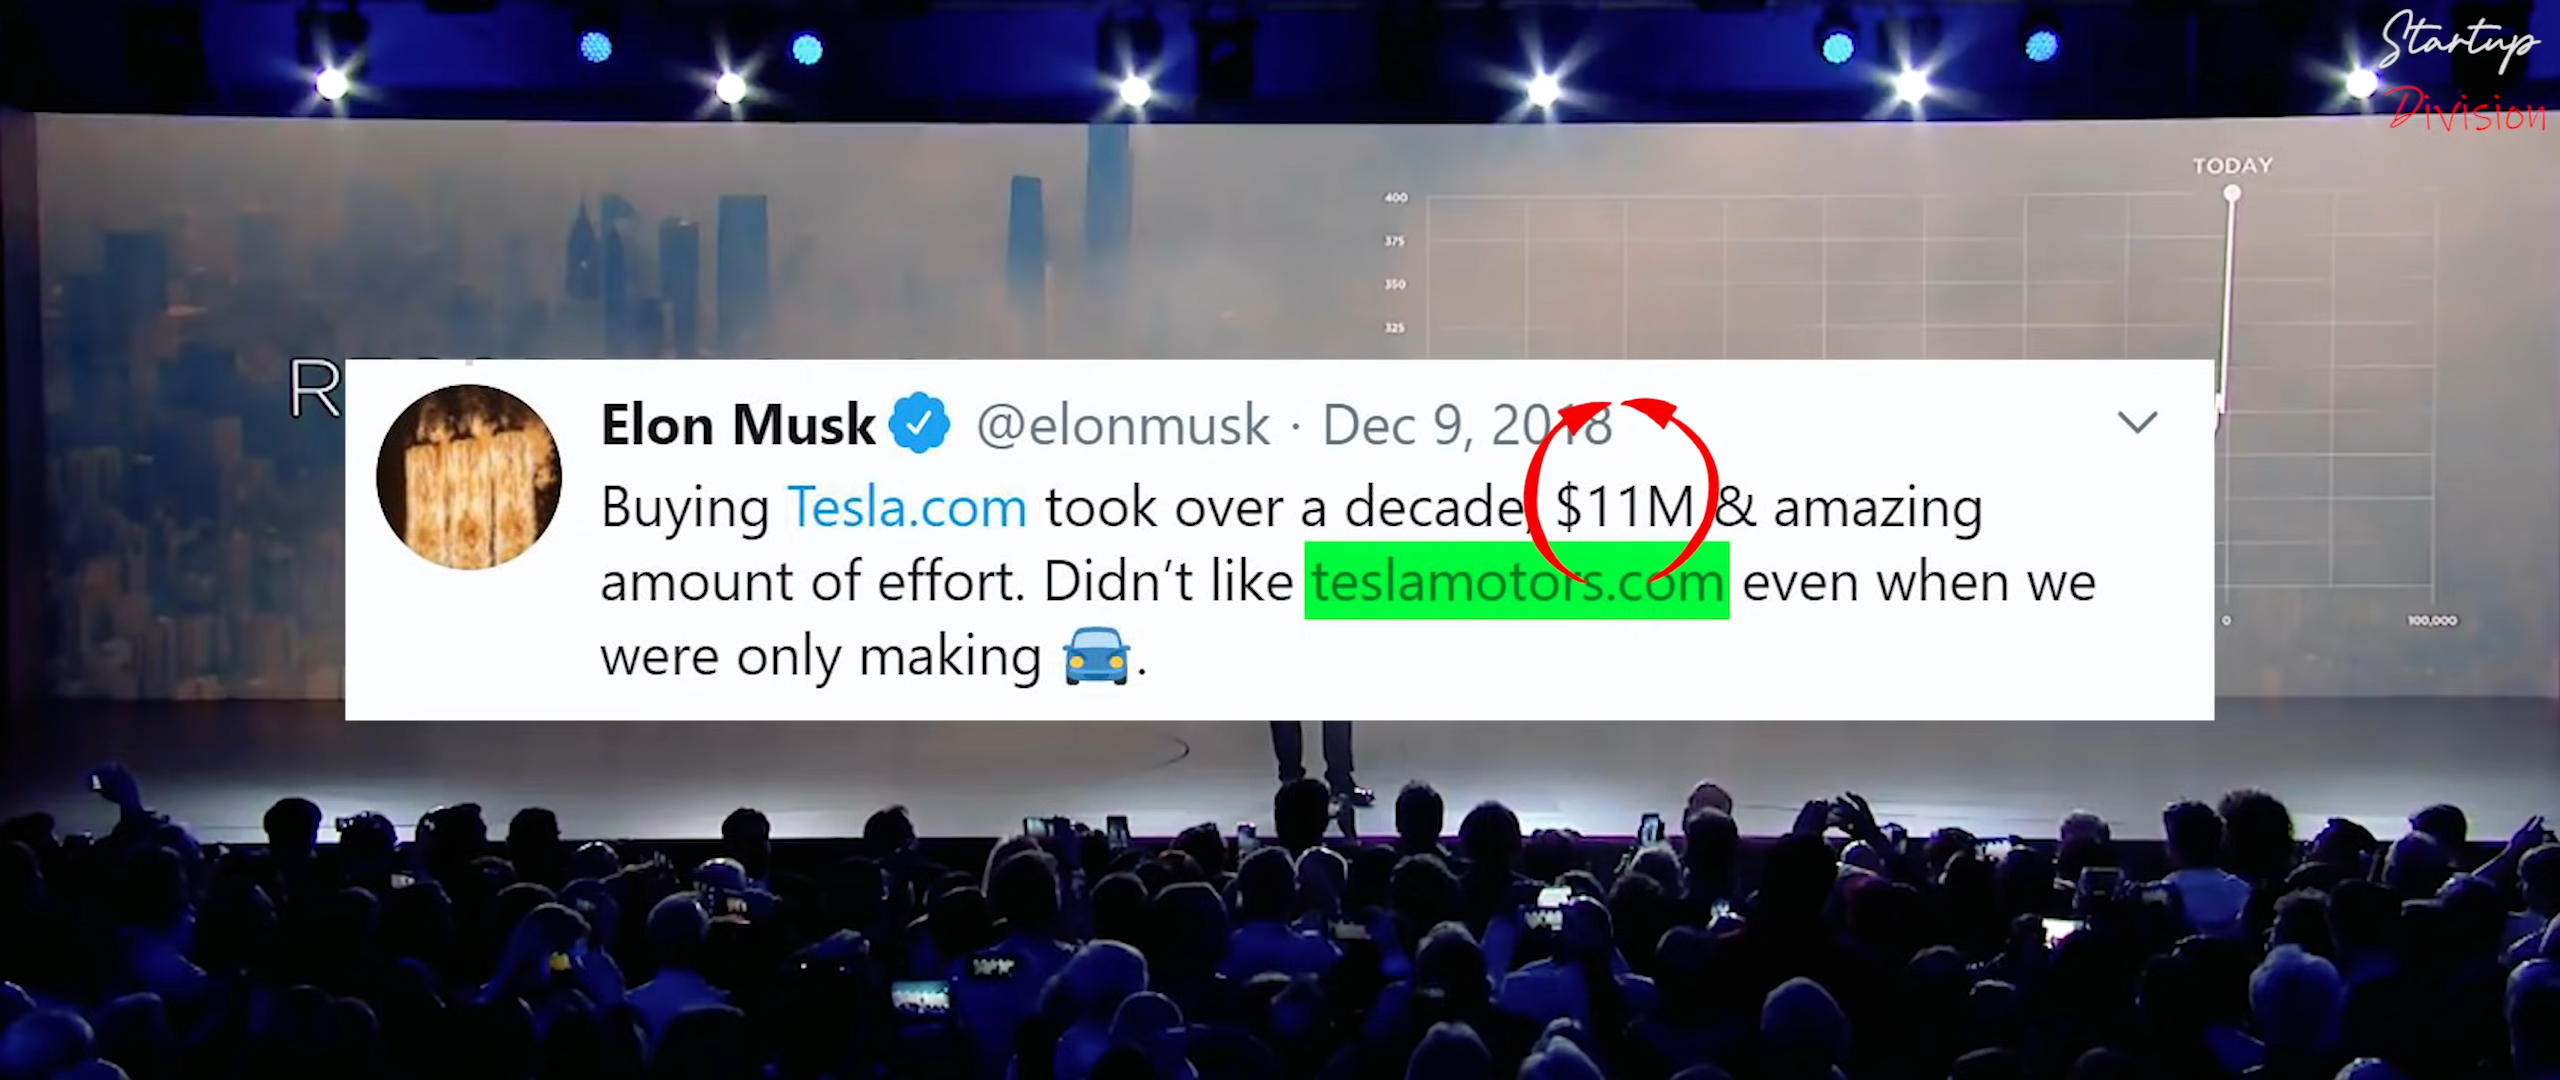 Startup
Division
TODAY
400
375
350
325
R
Elon Musk @elonmusk · Dec 9, 2018
Buying Tesla.com took over a decade, $11M & amazing
amount of effort. Didn't like teslamotors.com even when we
were only making 🚘.
0
100,000